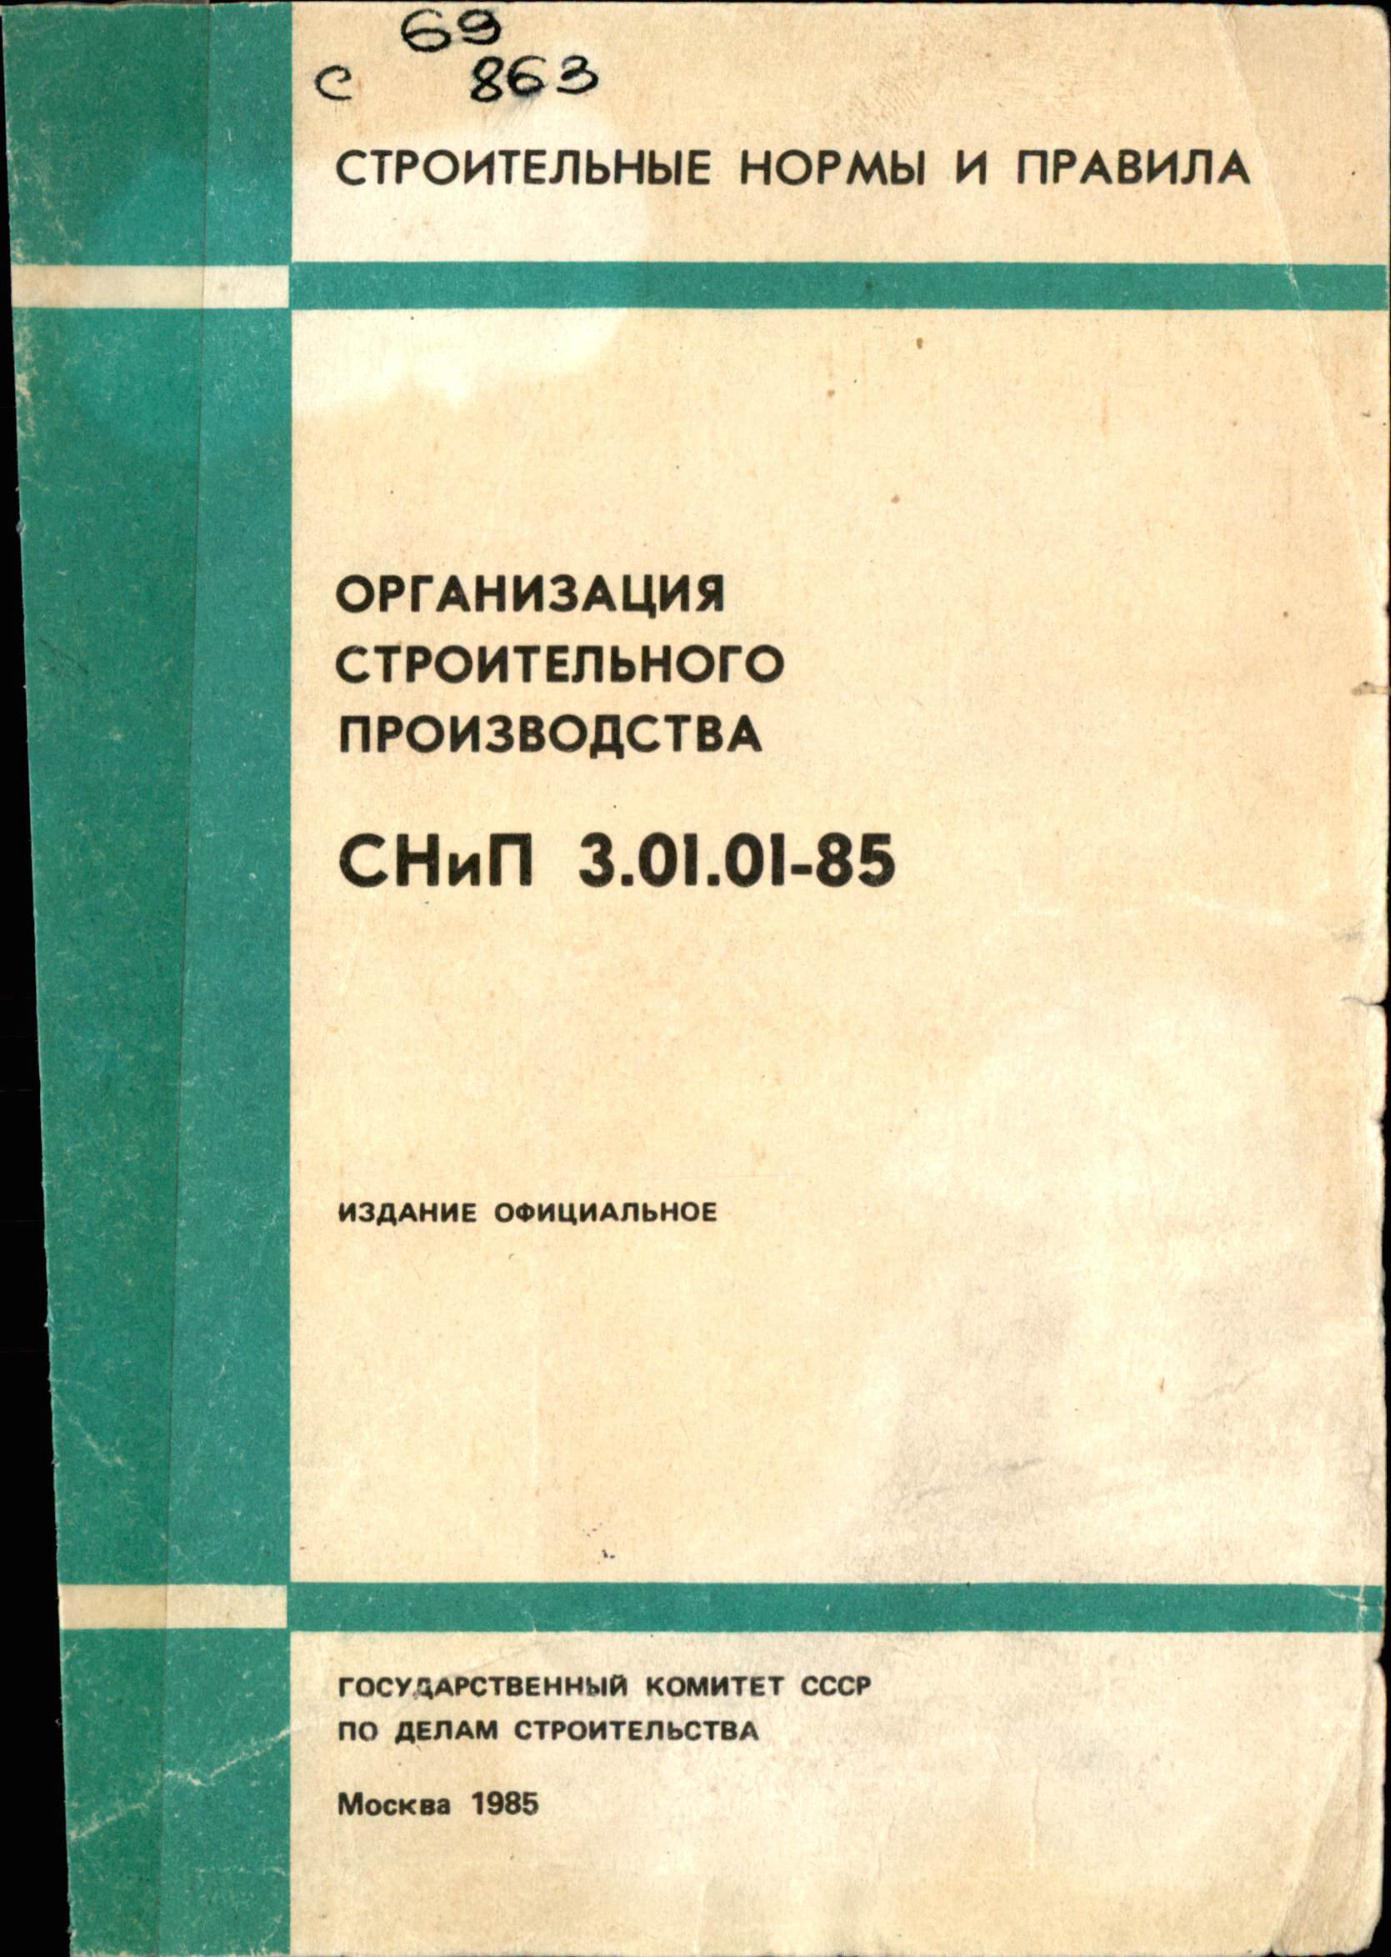 69
с 863
СТРОИТЕЛЬНЫЕ НОРМЫ И ПРАВИЛА
ОРГАНИЗАЦИЯ
СТРОИТЕЛЬНОГО
ПРОИЗВОДСТВА
СНиП 3.01.01-85
ИЗДАНИЕ ОФИЦИАЛЬНОЕ
ГОСУДАРСТВЕННЫЙ КОМИТЕТ СССР
ПО ДЕЛАМ СТРОИТЕЛЬСТВА
Москва 1985